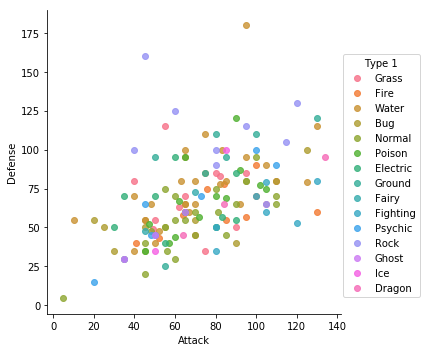 175
150
125
100
75
50
25
0
Defense
0 20 40 60 80 100 120 140
Attack
Type 1
Grass
Fire
Water
Bug
Normal
Poison
Electric
Ground
Fairy
Fighting
Psychic
Rock
Ghost
Ice
Dragon